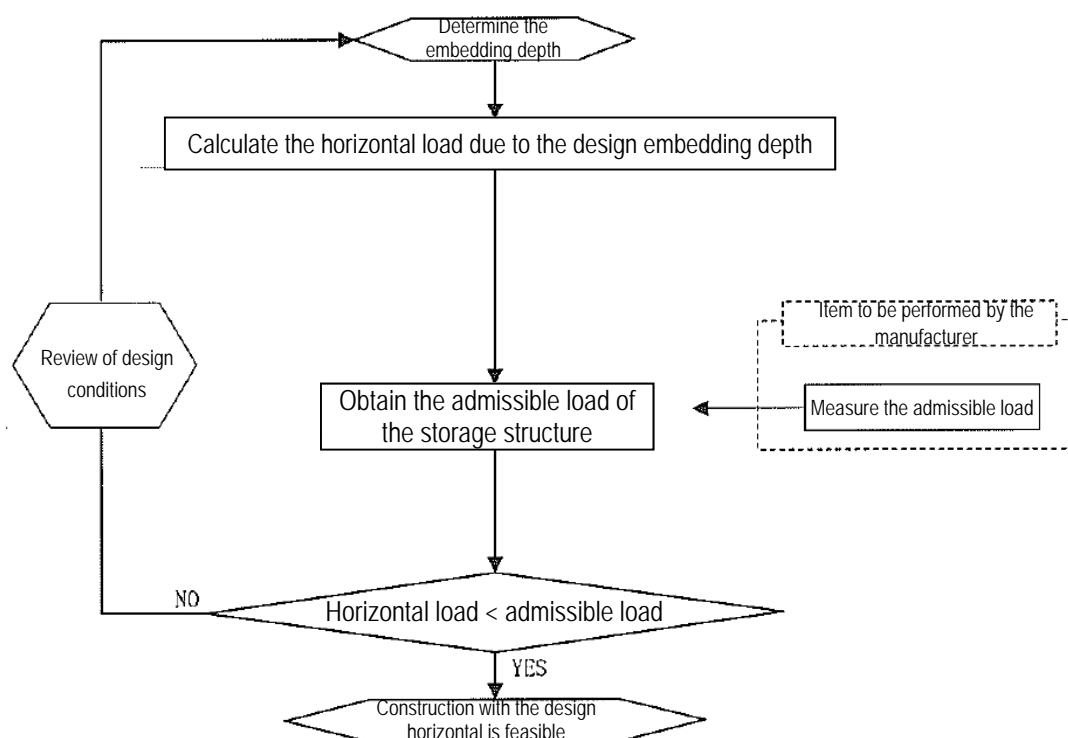 Determine the
embedding depth
Calculate the horizontal load due to the design embedding depth
Item to be performed by the
manufacturer
Review of design
conditions
Obtain the admissible load of
the storage structure
Measure the admissible load
NO
Horizontal load < admissible load
YES
Construction with the design
horizontal is feasible